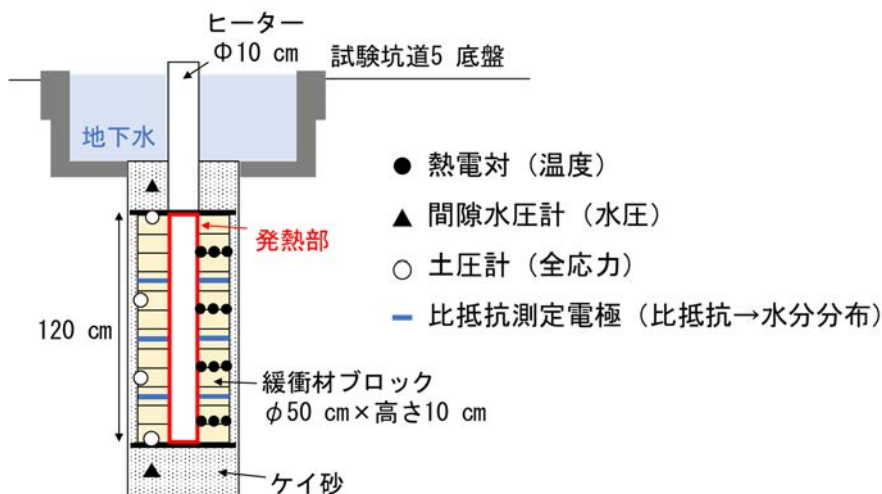 ヒーター
Φ10 cm
試験坑道5 底盤
地下水
発熱部
120 cm
緩衝材ブロック
φ50 cm×高さ10 cm
ケイ砂
熱電対（温度）
間隙水圧計（水圧）
土圧計（全応力）
比抵抗測定電極（比抵抗→水分分布）